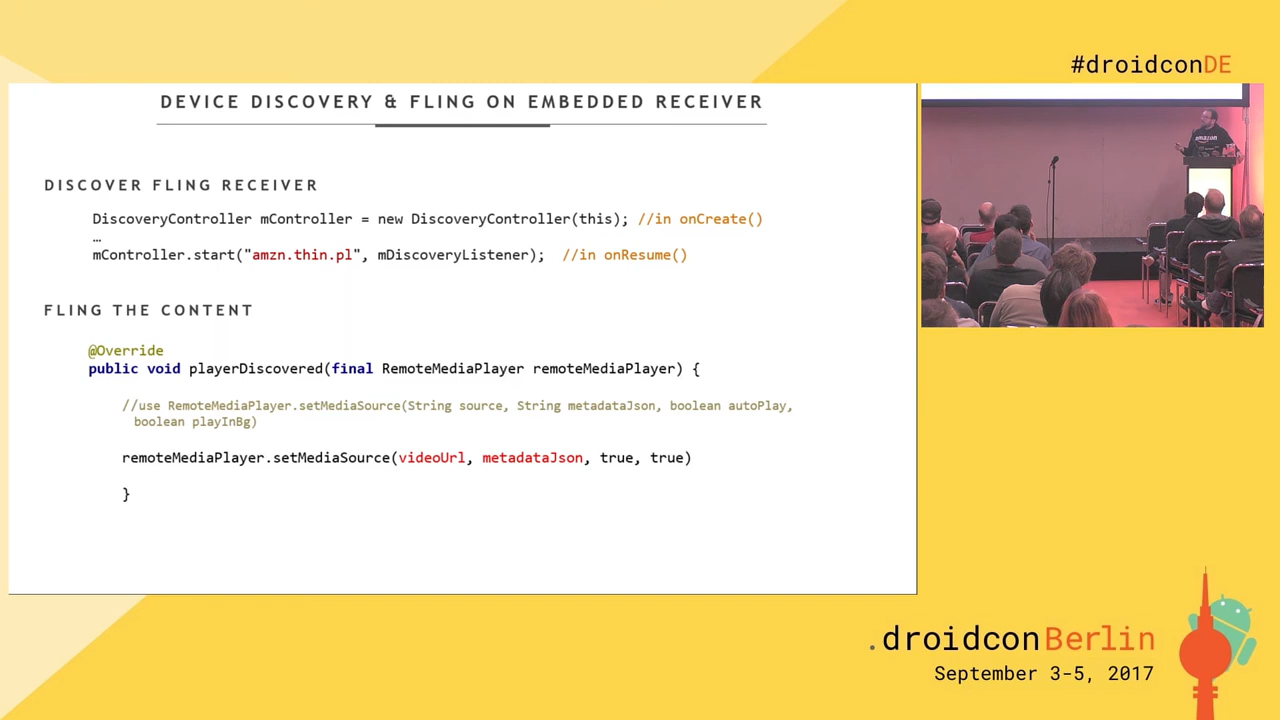 #droidconDE
DEVICE DISCOVERY & FLING ON EMBEDDED RECEIVER
DISCOVER FLING RECEIVER
DiscoveryController mController = new DiscoveryController(this); //in onCreate()
…
mController.start("amzn.thin.pl", mDiscoveryListener); //in onResume()
FLING THE CONTENT
@Override
public void playerDiscovered(final RemoteMediaPlayer remoteMediaPlayer) {
//use RemoteMediaPlayer.setMediaSource(String source, String metadataJson, boolean autoPlay,
boolean playInBg)
remoteMediaPlayer.setMediaSource(videoUrl, metadataJson, true, true)
}
amazon
.droidconBerlin
September 3-5, 2017